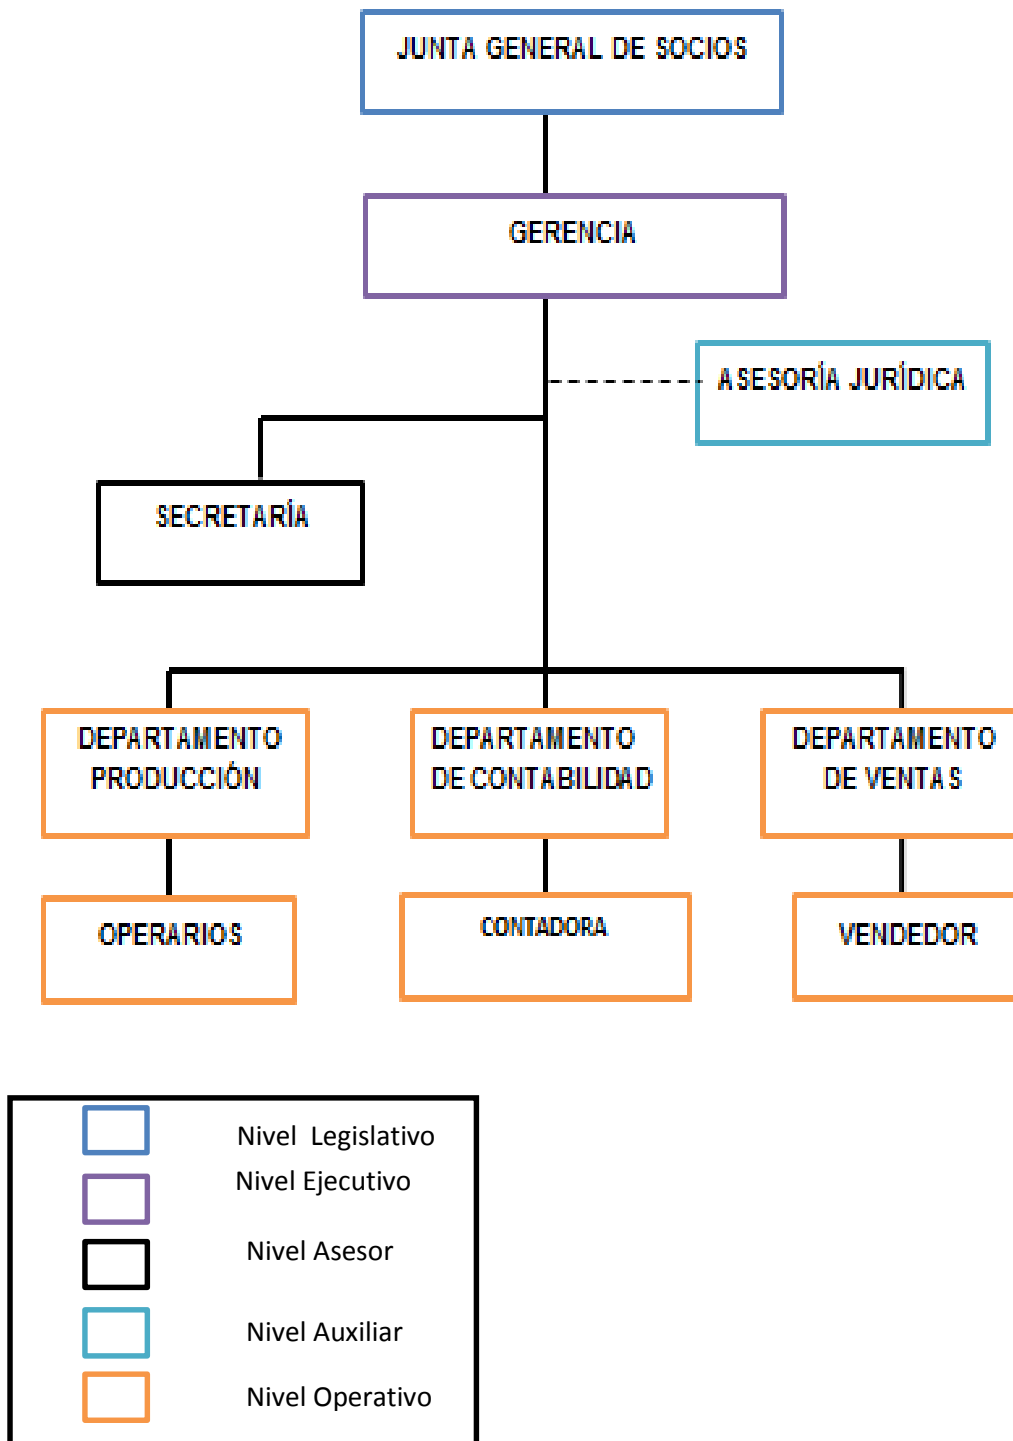 JUNTA GENERAL DE SOCIOS
GERENCIA
ASESORÍA JURÍDICA
SECRETARÍA
DEPARTAMENTO
PRODUCCIÓN
DEPARTAMENTO
DE CONTABILIDAD
DEPARTAMENTO
DE VENTAS
OPERARIOS
CONTADORA
VENDEDOR
Nivel Legislativo
Nivel Ejecutivo
Nivel Asesor
Nivel Auxiliar
Nivel Operativo